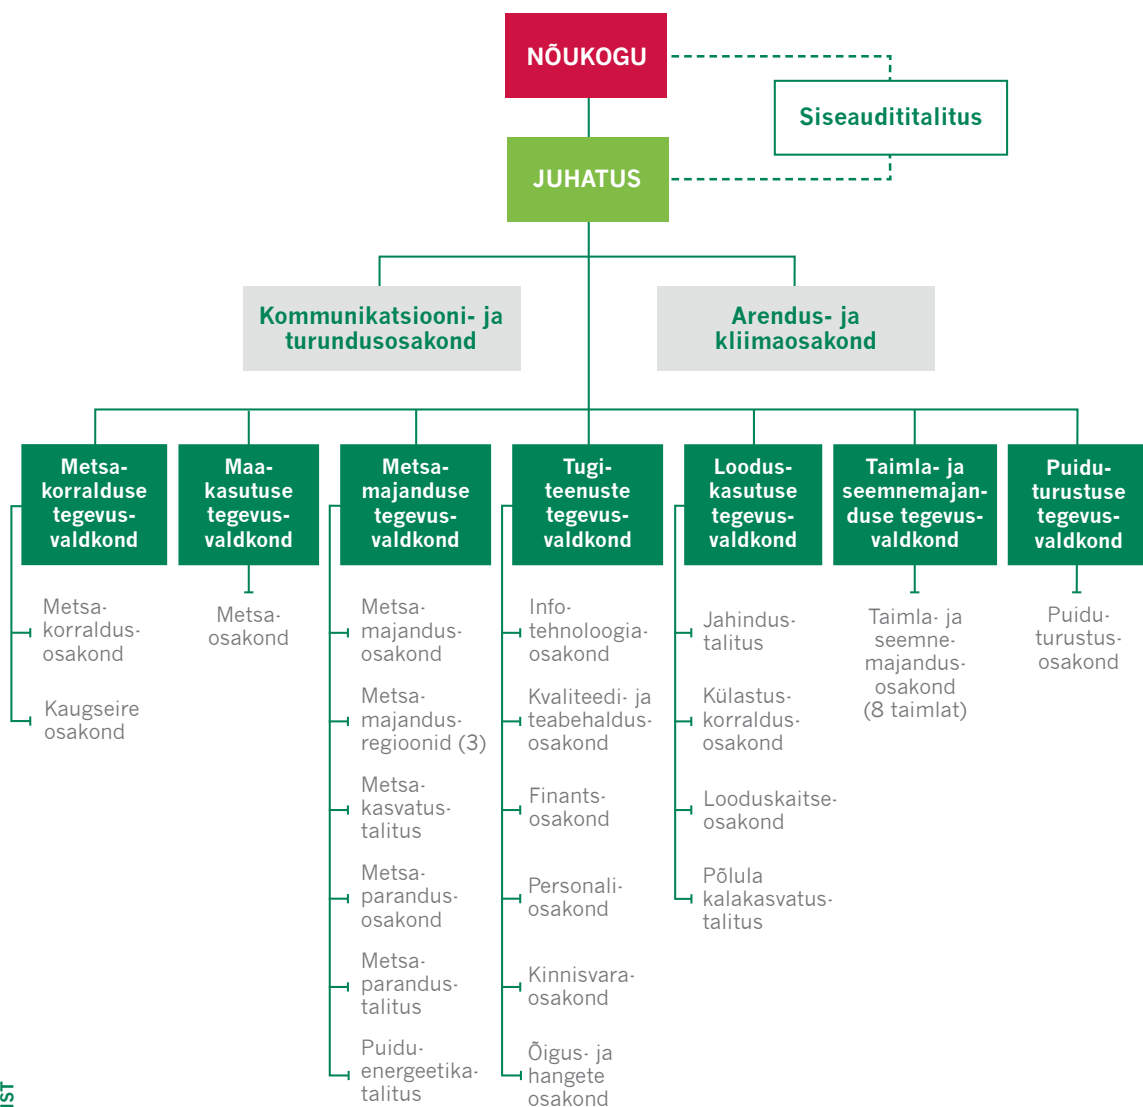 NÕUKOGU
Siseaudititalitus
JUHATUS
Kommunikatsiooni- ja
turundusosakond
Arendus- ja
kliimaosakond
Metsa-
korralduse
tegevus-
valdkond
Maa-
kasutuse
tegevus-
valdkond
Metsa-
majanduse
tegevus-
valdkond
Tugi-
teenuste
tegevus-
valdkond
Loodus-
kasutuse
tegevus-
valdkond
Taimla- ja
seemnemajan-
duse tegevus-
valdkond
Puidu-
turustuse
tegevus-
valdkond
Metsa-
korraldus-
osakond
Kaugseire
osakond
Metsa-
osakond
Metsa-
majandus-
osakond
Metsa-
majandus-
regioonid (3)
Metsa-
kasvatus-
talitus
Metsa-
parandus-
osakond
Metsa-
parandus-
talitus
Puidu-
energeetika-
talitus
Info-
tehnoloogia-
osakond
Kvaliteedi- ja
teabehaldus-
osakond
Finants-
osakond
Personali-
osakond
Kinnisvara-
osakond
Õigus- ja
hangete
osakond
Jahindus-
talitus
Külastus-
korraldus-
osakond
Looduskaitse-
osakond
Põlula
kalakasvatus-
talitus
Taimla- ja
seemne-
majandus-
osakond
(8 taimlat)
Puidu-
turustus-
osakond
IST